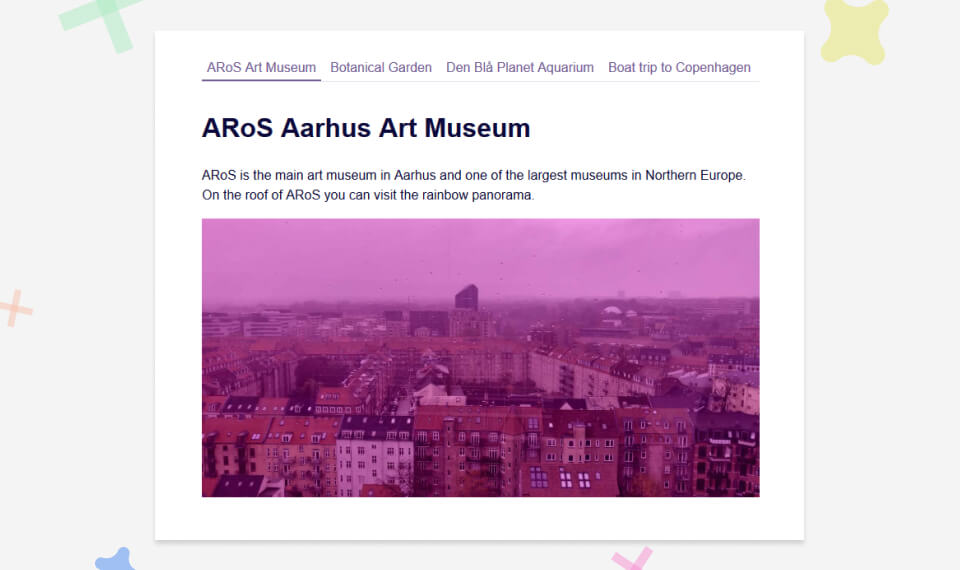 ARoS Art Museum Botanical Garden Den Blå Planet Aquarium Boat trip to Copenhagen
ARoS Aarhus Art Museum
ARoS is the main art museum in Aarhus and one of the largest museums in Northern Europe.
On the roof of ARoS you can visit the rainbow panorama.